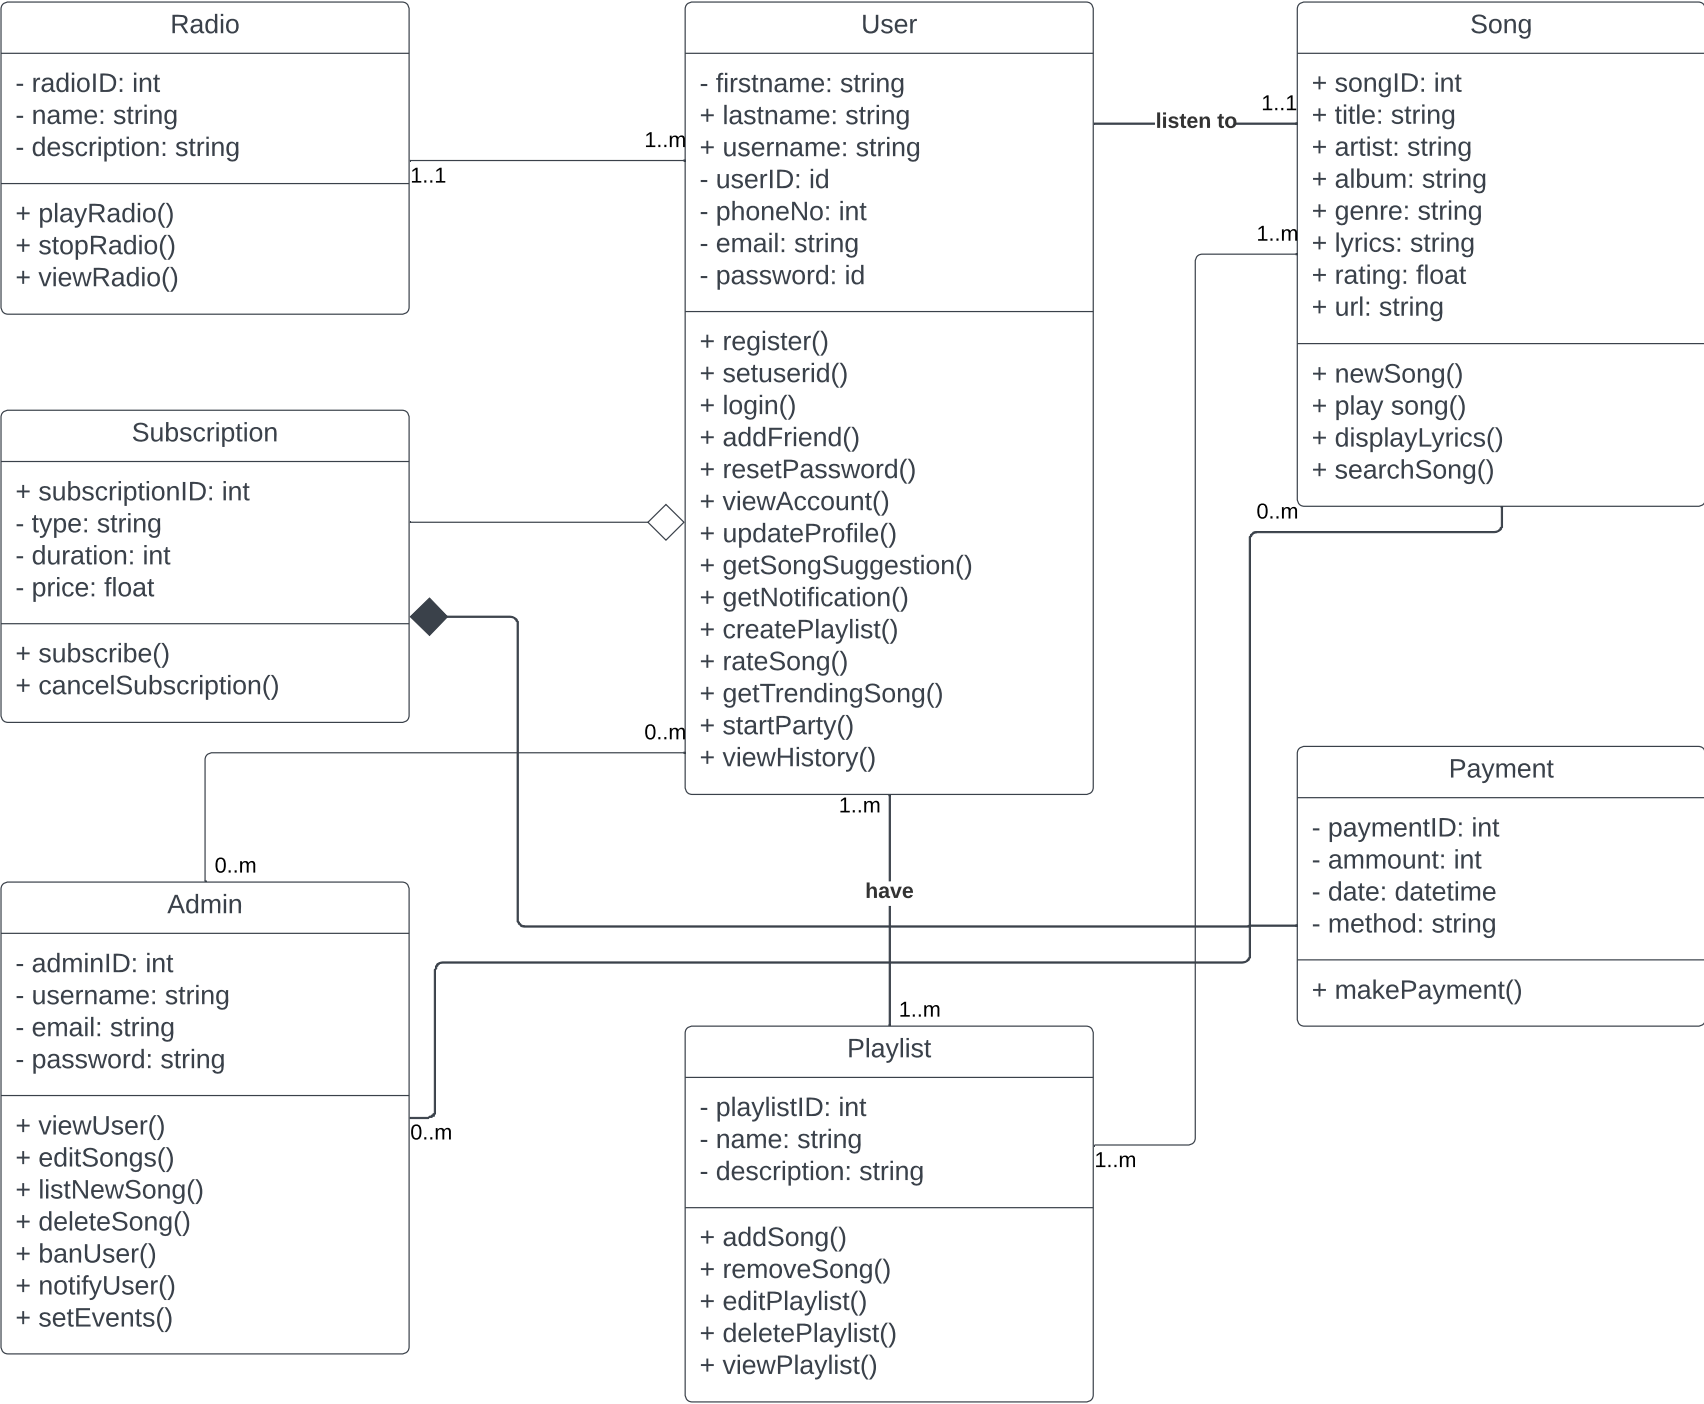 Radio
- radioID: int
- name: string
- description: string
+ playRadio()
+ stopRadio()
+ viewRadio()
1..1
1..m
User
- firstname: string
+ lastname: string
+ username: string
- userID: id
- phoneNo: int
- email: string
- password: id
+ register()
+ setuserid()
+ login()
+ addFriend()
+ resetPassword()
+ viewAccount()
+ updateProfile()
+ getSongSuggestion()
+ getNotification()
+ createPlaylist()
+ rateSong()
+ getTrendingSong()
+ startParty()
+ viewHistory()
listen to
1..1
Song
+ songID: int
+ title: string
+ artist: string
+ album: string
+ genre: string
+ lyrics: string
+ rating: float
+ url: string
+ newSong()
+ play song()
+ displayLyrics()
+ searchSong()
1..m
0..m
Subscription
+ subscriptionID: int
- type: string
- duration: int
- price: float
+ subscribe()
+ cancelSubscription()
0..m
0..m
1..m
have
1..m
Payment
- paymentID: int
- ammount: int
- date: datetime
- method: string
+ makePayment()
Admin
- adminID: int
- username: string
- email: string
- password: string
+ viewUser()
+ editSongs()
+ listNewSong()
+ deleteSong()
+ banUser()
+ notifyUser()
+ setEvents()
0..m
Playlist
- playlistID: int
- name: string
- description: string
+ addSong()
+ removeSong()
+ editPlaylist()
+ deletePlaylist()
+ viewPlaylist()
1..m